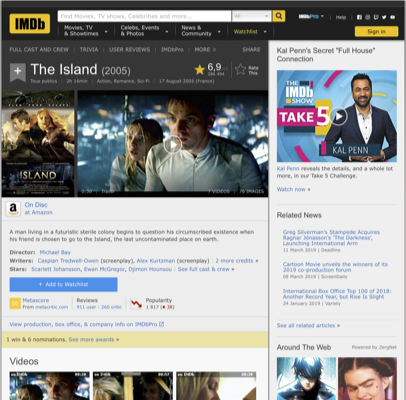 IMDb
Find Movies, TV shows, Celebrities and more...
All
Movies, TV
& Showtimes
Celebs, Events
& Photos
News &
Community
Watchlist
IMDbPro
Help
Sign in
FULL CAST AND CREW | TRIVIA | USER REVIEWS | IMDbPro | MORE
SHARE
The Island (2005)
6,9
Rate
This
Tous publics | 2h 16min | Action, Romance, Sci-Fi | 17 August 2005 (France)
ISLAND
2:30 | Trailer
7 VIDEOS | 76 IMAGES
On Disc
at Amazon
A man living in a futuristic sterile colony begins to question his circumscribed existence when
his friend is chosen to go to the Island, the last uncontaminated place on earth.
Director: Michael Bay
Writers: Caspian Tredwell-Owen (screenplay), Alex Kurtzman (screenplay) | 2 more credits »
Stars: Scarlett Johansson, Ewan McGregor, Djimon Hounsou | See full cast & crew »
+ Add to Watchlist
Metascore
From metacritic.com
Reviews
911 user | 260 critic
Popularity
1 817
View production, box office, & company info on IMDbPro
1 win & 6 nominations. See more awards »
Videos
Kal Penn's Secret "Full House"
Connection
THE
IMDb
SHOW
TAKE 5
KAL PENN
Kal Penn reveals the details, and a whole lot
more, in our Take 5 Challenge.
Watch now »
Related News
Greg Silverman's Stampede Acquires
Ragnar Jónasson's 'The Darkness',
Launching International Arm
11 March 2019 | Deadline
Cartoon Movie unveils the winners of its
2019 co-production forum
08 March 2019 | ScreenDaily
International Box Office Top 100 of 2018:
Another Record Year, but Rise Is Slight
24 January 2019 | Variety
See all related articles »
Around The Web
Powered by ZergNet